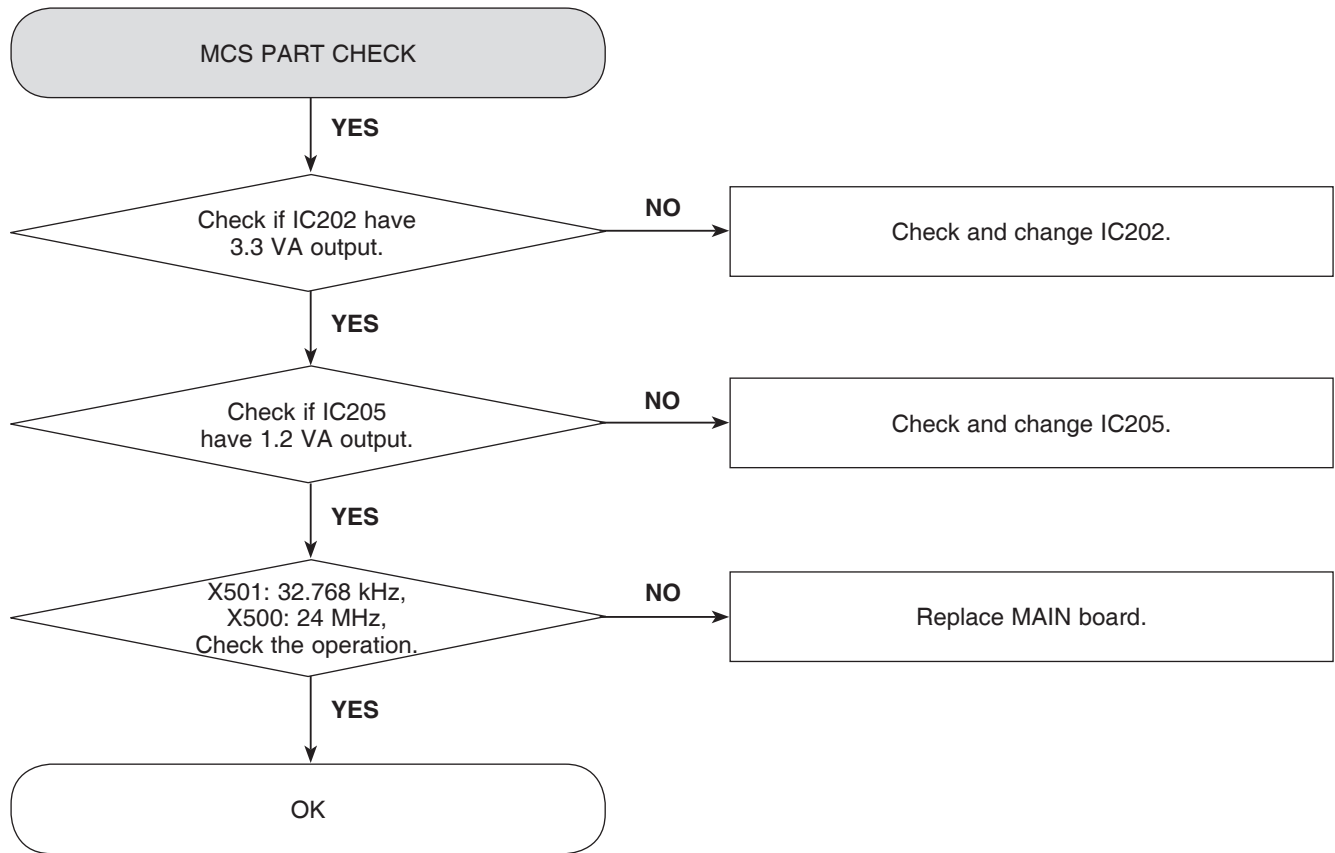 MCS PART CHECK
YES
Check if IC202 have
3.3 VA output.
NO
Check and change IC202.
YES
Check if IC205
have 1.2 VA output.
NO
Check and change IC205.
YES
X501: 32.768 kHz,
X500: 24 MHz,
Check the operation.
NO
Replace MAIN board.
YES
OK